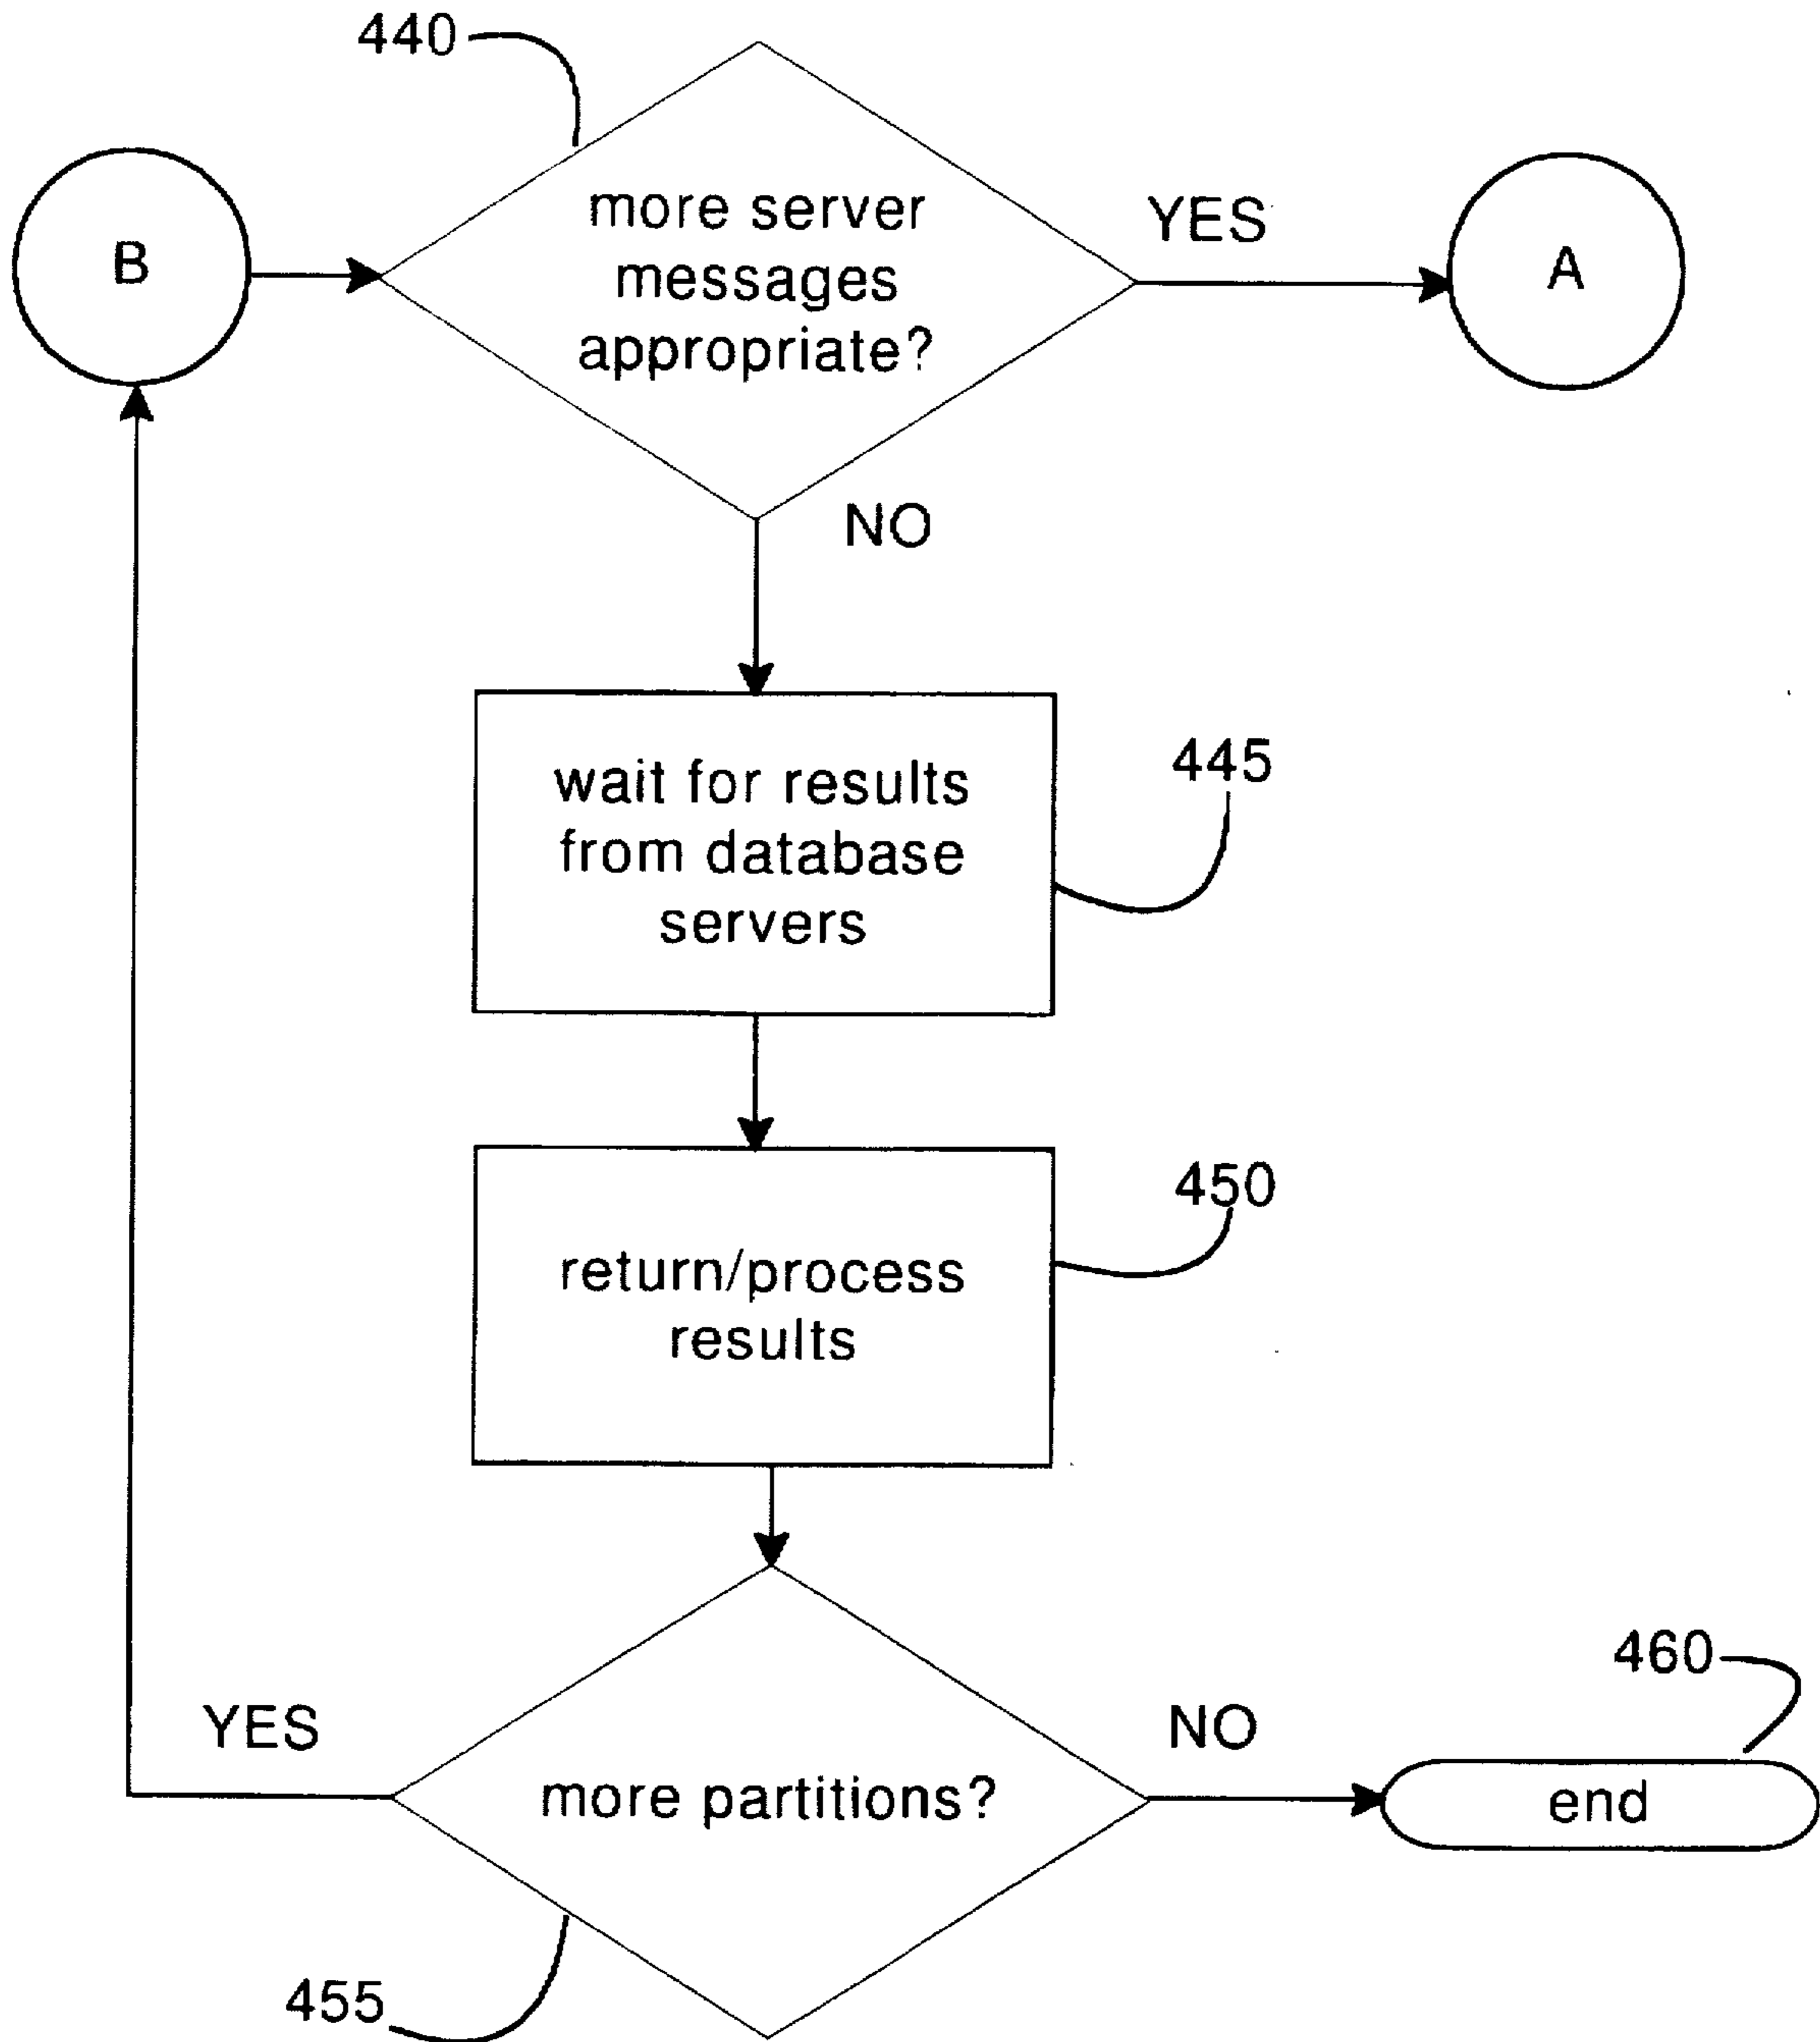 440
B
more server
messages
appropriate?
YES
A
NO
wait for results
from database
servers
445
return/process
results
450
YES
more partitions?
NO
460
end
455